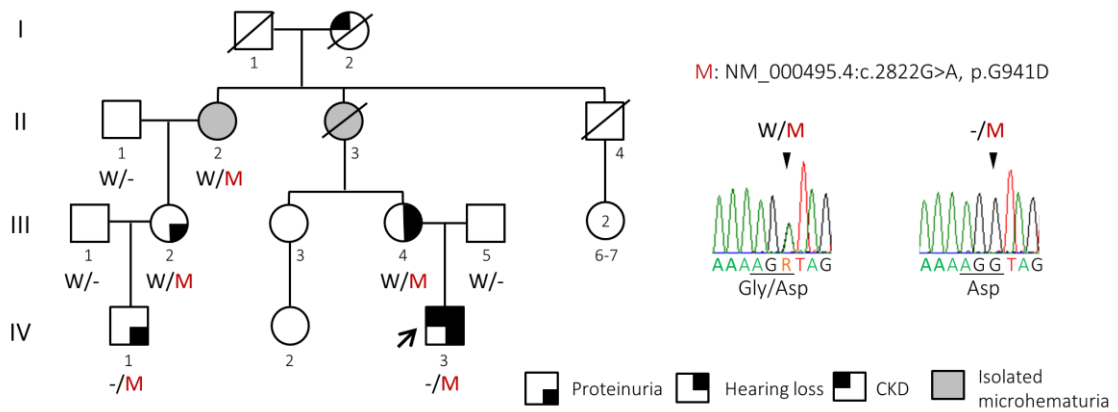 I
1
2
M: NM_000495.4:c.2822G>A, p.G941D
II
1
2
3
4
W/-
W/M
III
1
2
3
4
5
2
6-7
W/-
W/M
W/M
W/-
IV
1
2
3
-/M
-/M
W/M
-/M
AAAAGRTAG
AAAAGGTAG
Gly/Asp
Asp
Proteinuria
Hearing loss
CKD
Isolated
microhematuria